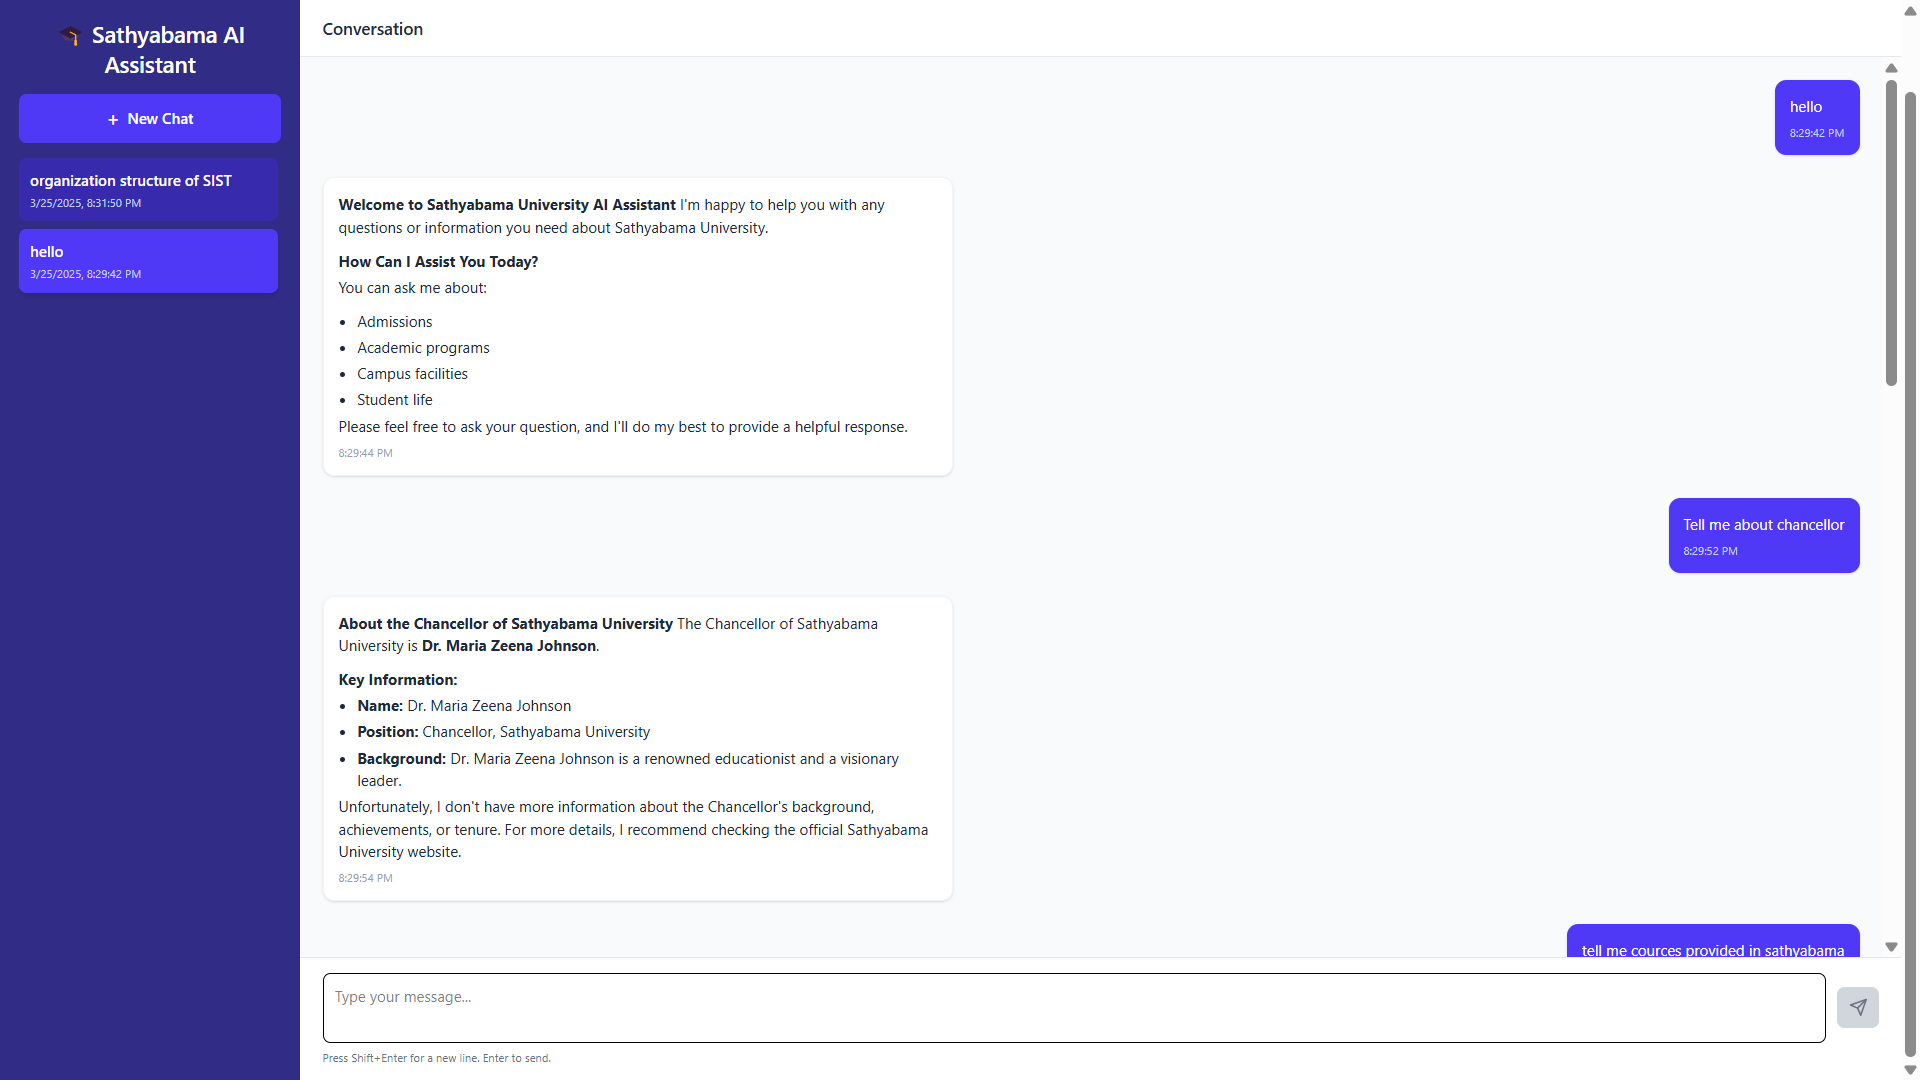 🎓 Sathyabama AI
Assistant
+ New Chat
organization structure of SIST
3/25/2025, 8:31:50 PM
hello
3/25/2025, 8:29:42 PM
Conversation
hello
8:29:42 PM
Welcome to Sathyabama University AI Assistant I'm happy to help you with any
questions or information you need about Sathyabama University.
How Can I Assist You Today?
You can ask me about:
• Admissions
• Academic programs
• Campus facilities
• Student life
Please feel free to ask your question, and I'll do my best to provide a helpful response.
8:29:44 PM
Tell me about chancellor
8:29:52 PM
About the Chancellor of Sathyabama University The Chancellor of Sathyabama
University is Dr. Maria Zeena Johnson.
Key Information:
• Name: Dr. Maria Zeena Johnson
• Position: Chancellor, Sathyabama University
• Background: Dr. Maria Zeena Johnson is a renowned educationist and a visionary
leader.
Unfortunately, I don't have more information about the Chancellor's background,
achievements, or tenure. For more details, I recommend checking the official Sathyabama
University website.
8:29:54 PM
tell me cources provided in sathyabama
Type your message...
Press Shift+Enter for a new line. Enter to send.